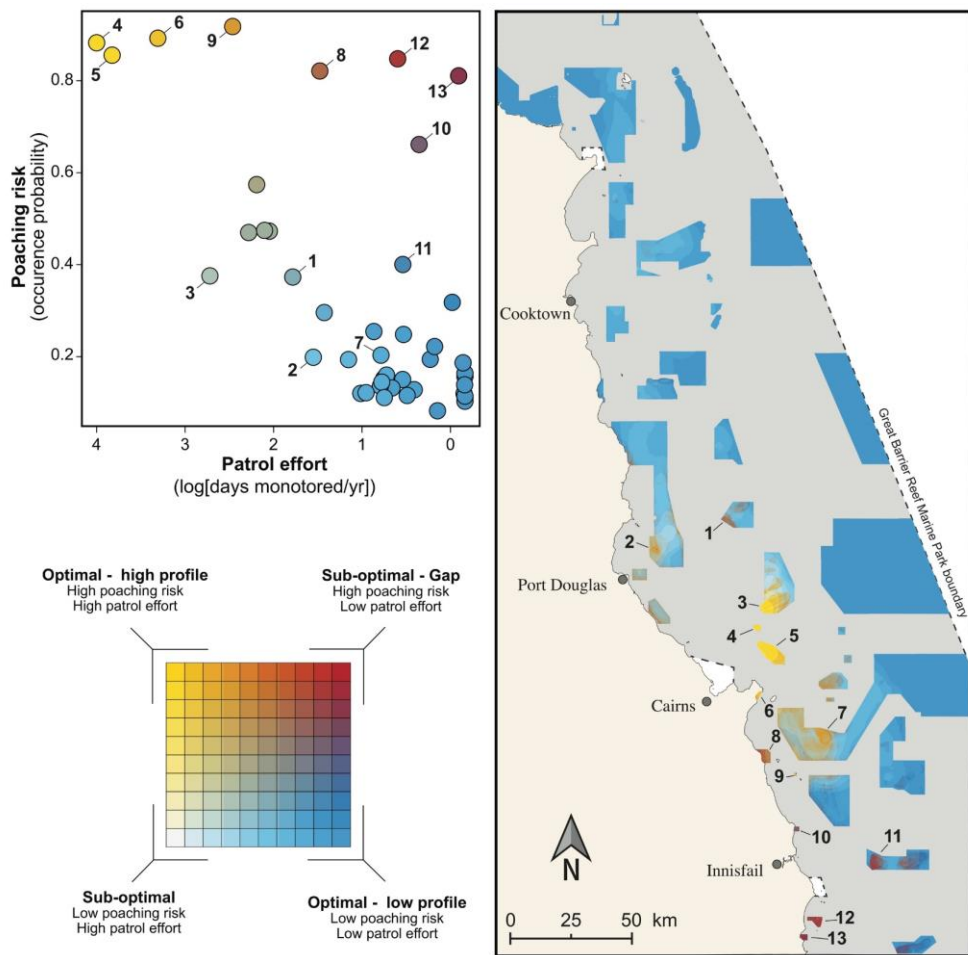 4
6
9
5
8
12
13
10
11
3
1
7
2
0.8
0.6
0.4
0.2
Poaching risk
(occurence probability)
4 3 2 1 0
Patrol effort
(log[days monotored/yr])
Optimal - high profile
High poaching risk
High patrol effort
Sub-optimal - Gap
High poaching risk
Low patrol effort
Sub-optimal
Low poaching risk
High patrol effort
Optimal - low profile
Low poaching risk
Low patrol effort
Cooktown
Great Barrier Reef Marine Park boundary
1
2
Port Douglas
3
4
5
Cairns
6
7
8
9
10
11
Innisfail
N
12
13
0 25 50 km